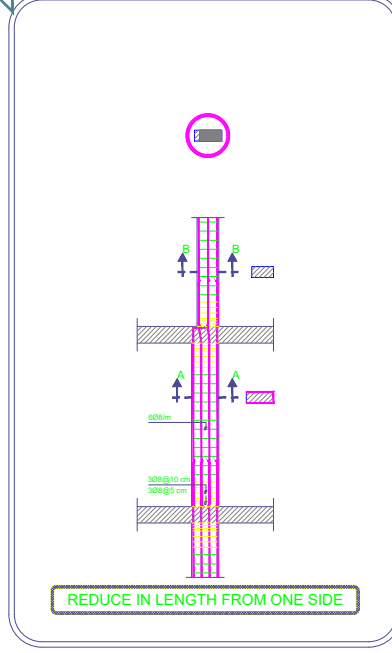 B B
A A
6Ø8/m
3Ø8@10 cm
3Ø8@5 cm
REDUCE IN LENGTH FROM ONE SIDE